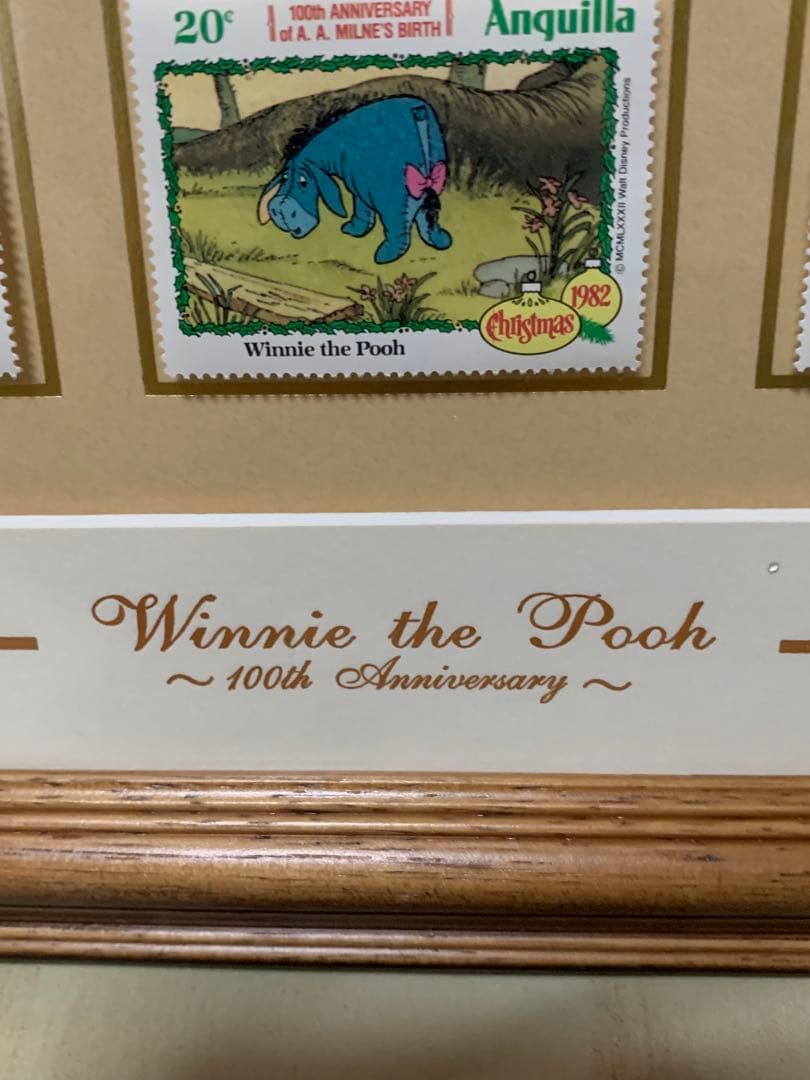 20c
100th ANNIVERSARY
of A. A. MILNE'S BIRTH
Anguilla
© MCMLXXXII Walt Disney Productions
1982
Christmas
Winnie the Pooh
Winnie the Pooh
~ 100th Anniversary ~